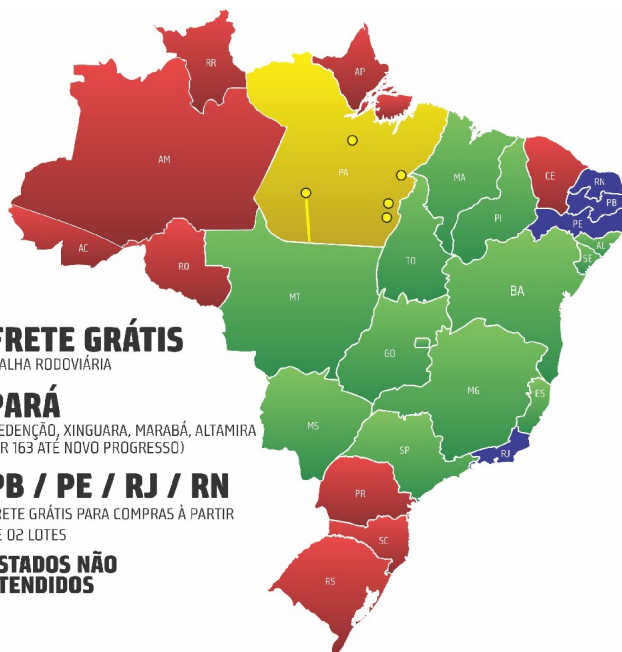 RR
AP
AM
PA
MA
CE
RN
PB
PE
PI
AL
SE
AC
RO
TO
MT
BA
GO
MG
ES
MS
SP
RJ
PR
SC
RS
FRETE GRÁTIS
ALHA RODOVIÁRIA
PARÁ
EDENÇÃO, XINGUARA, MARABÁ, ALTAMIRA
R 163 ATÉ NOVO PROGRESSO)
PB / PE / RJ / RN
RETE GRÁTIS PARA COMPRAS À PARTIR
E 02 LOTES
STADOS NÃO
TENDIDOS